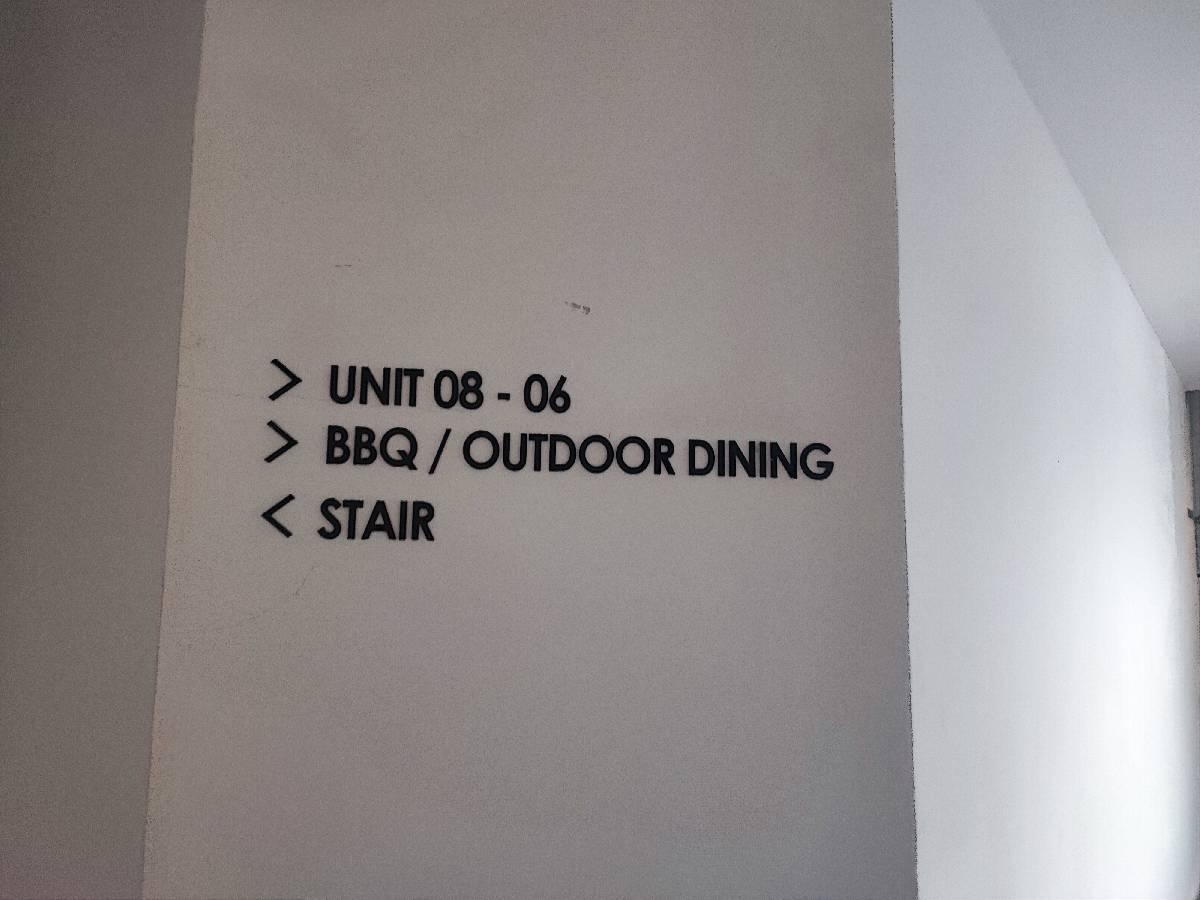 > UNIT 08 - 06
> BBQ / OUTDOOR DINING
< STAIR